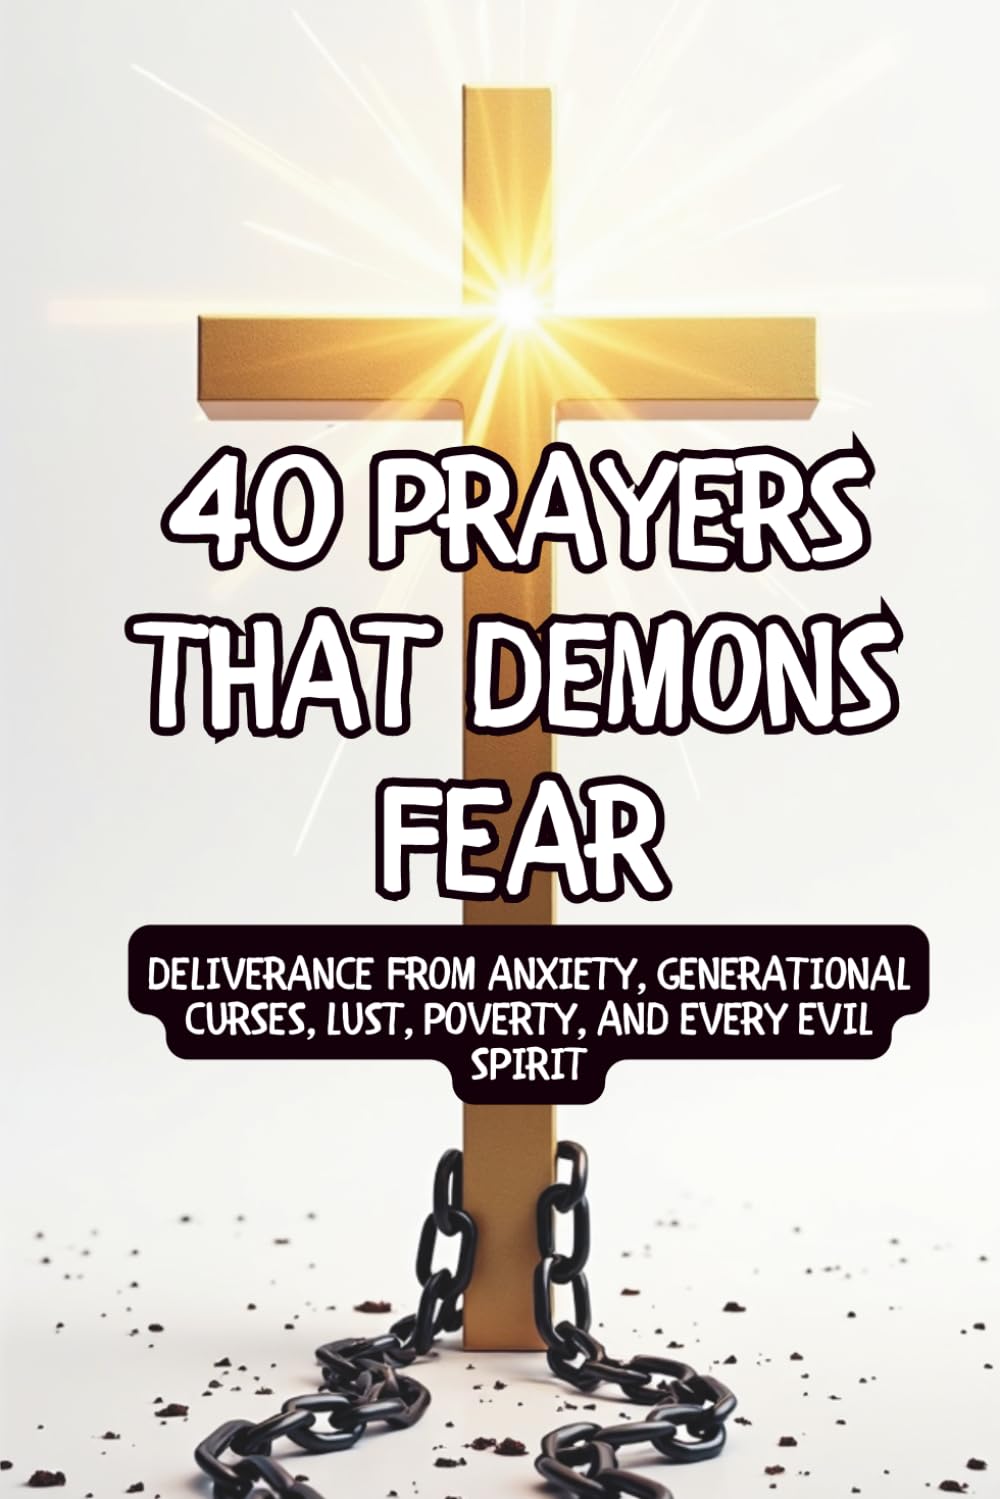 40 PRAYERS
THAT DEMONS
FEAR
DELIVERANCE FROM ANXIETY, GENERATIONAL
CURSES, LUST, POVERTY, AND EVERY EVIL
SPIRIT